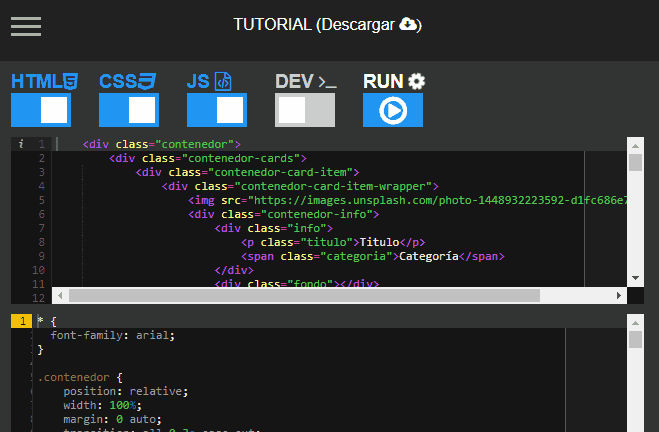 TUTORIAL (Descargar )
HTML CSS JS DEV >_ RUN
i 1 <div class="contenedor">
2 <div class="contenedor-cards">
3 <div class="contenedor-card-item">
4 <div class="contenedor-card-item-wrapper">
5 <img src="https://images.unsplash.com/photo-1448932223592-d1fc686e7
6 <div class="contenedor-info">
7 <div class="info">
8 <p class="titulo">Titulo</p>
9 <span class="categoria">Categoría</span>
10 </div>
11 <div class="fondo"></div>
12
1 * {
font-family: arial;
}
.contenedor {
position: relative;
width: 100%;
margin: 0 auto;